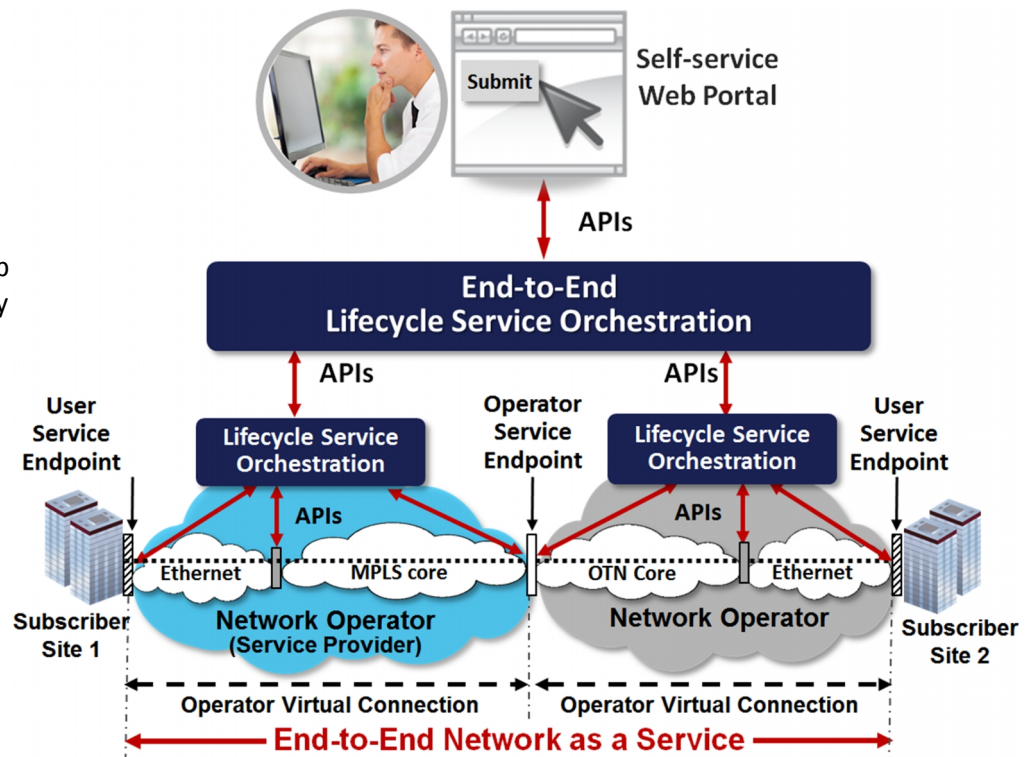 Submit
Self-service
Web Portal
APIs
p
y
End-to-End
Lifecycle Service Orchestration
APIs
APIs
User
Service
Endpoint
Lifecycle Service
Orchestration
Operator
Service
Endpoint
Lifecycle Service
Orchestration
User
Service
Endpoint
APIs
APIs
Ethernet
MPLS core
OTN Core
Ethernet
Subscriber
Site 1
Network Operator
(Service Provider)
Network Operator
Subscriber
Site 2
Operator Virtual Connection
Operator Virtual Connection
End-to-End Network as a Service